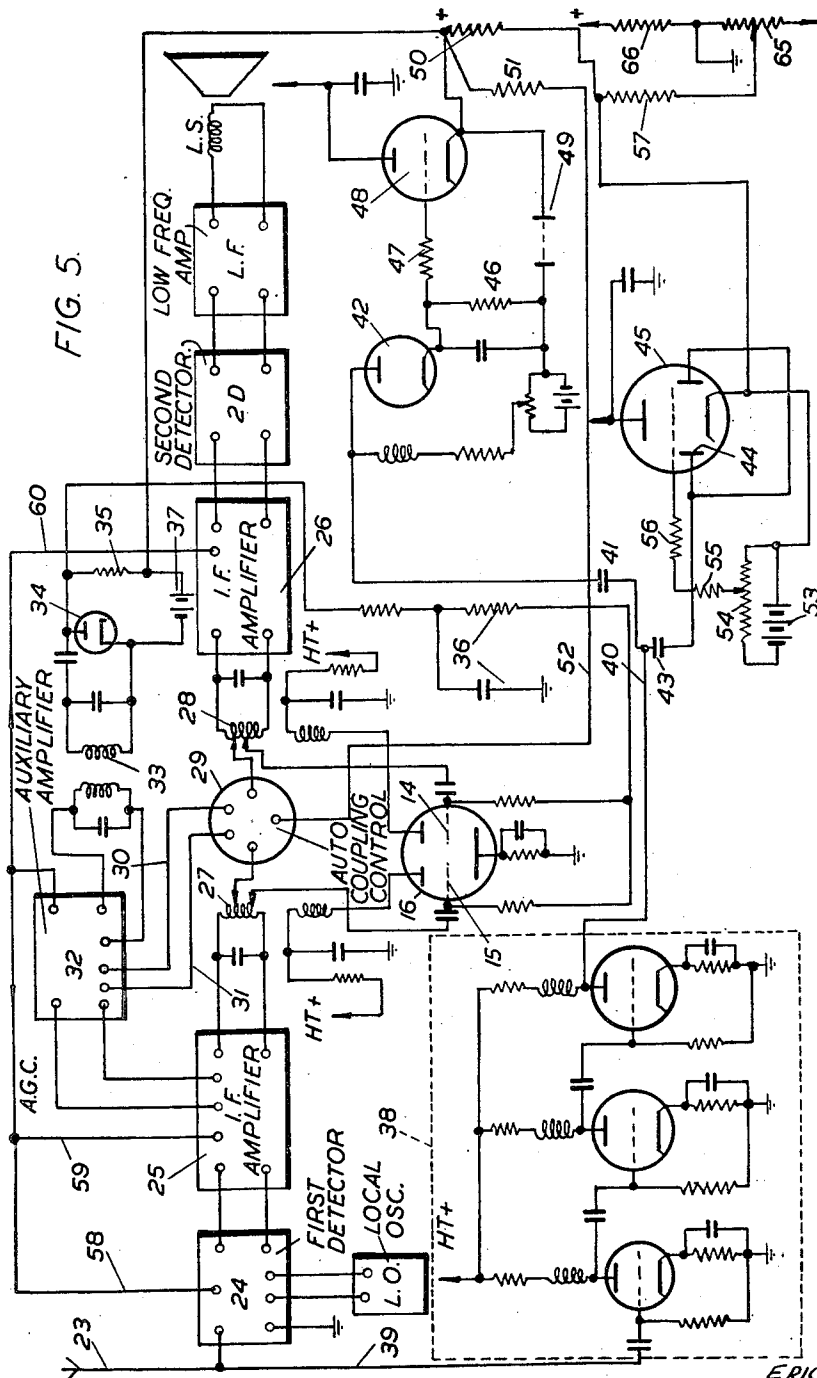 FIG. 5.
AUXILIARY
AMPLIFIER
A.G.C.
32
33
34
35
37
60
SECOND
DETECTOR.
2D
LOW FREQ.
AMP.
L.F.
L.S.
59
58
25
I.F.
AMPLIFIER
31
30
27
29
28
I.F.
AMPLIFIER
26
AUTO
COUPLING
CONTROL
HT+
HT+
23
24
FIRST
DETECTOR
LOCAL
OSC.
L.O.
39
16
15
14
36
52
40
41
43
42
46
47
48
49
+
50
51
+
66
65
57
HT+
38
56
55
54
53
44
45
ERIC